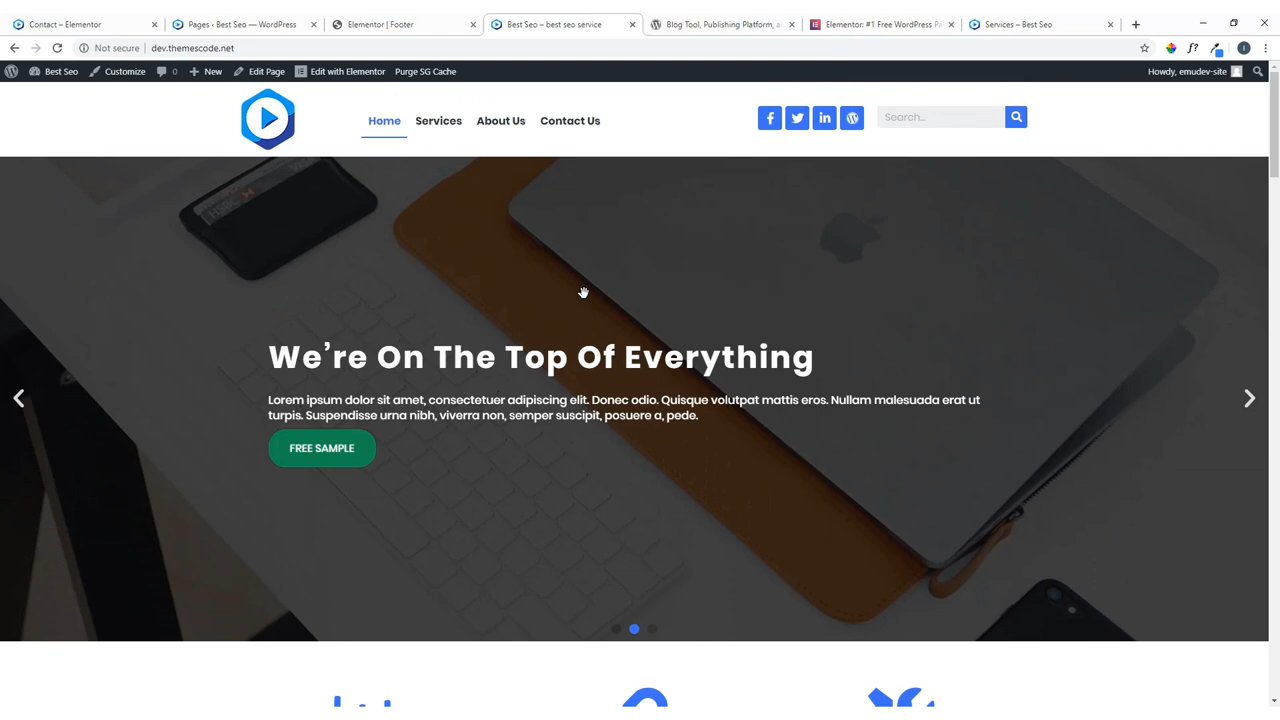 Contact – Elementor
Pages ‹ Best Seo — WordPress
Elementor | Footer
Best Seo – best seo service
Blog Tool, Publishing Platform, a
Elementor: #1 Free WordPress P
Services – Best Seo
Not secure | dev.themescode.net
f?
Best Seo Customize 0 New Edit Page Edit with Elementor Purge SG Cache Howdy, emudev-site
Home Services About Us Contact Us Search...
We're On The Top Of Everything
Lorem ipsum dolor sit amet, consectetuer adipiscing elit. Donec odio. Quisque volutpat mattis eros. Nullam malesuada erat ut
turpis. Suspendisse urna nibh, viverra non, semper suscipit, posuere a, pede.
FREE SAMPLE